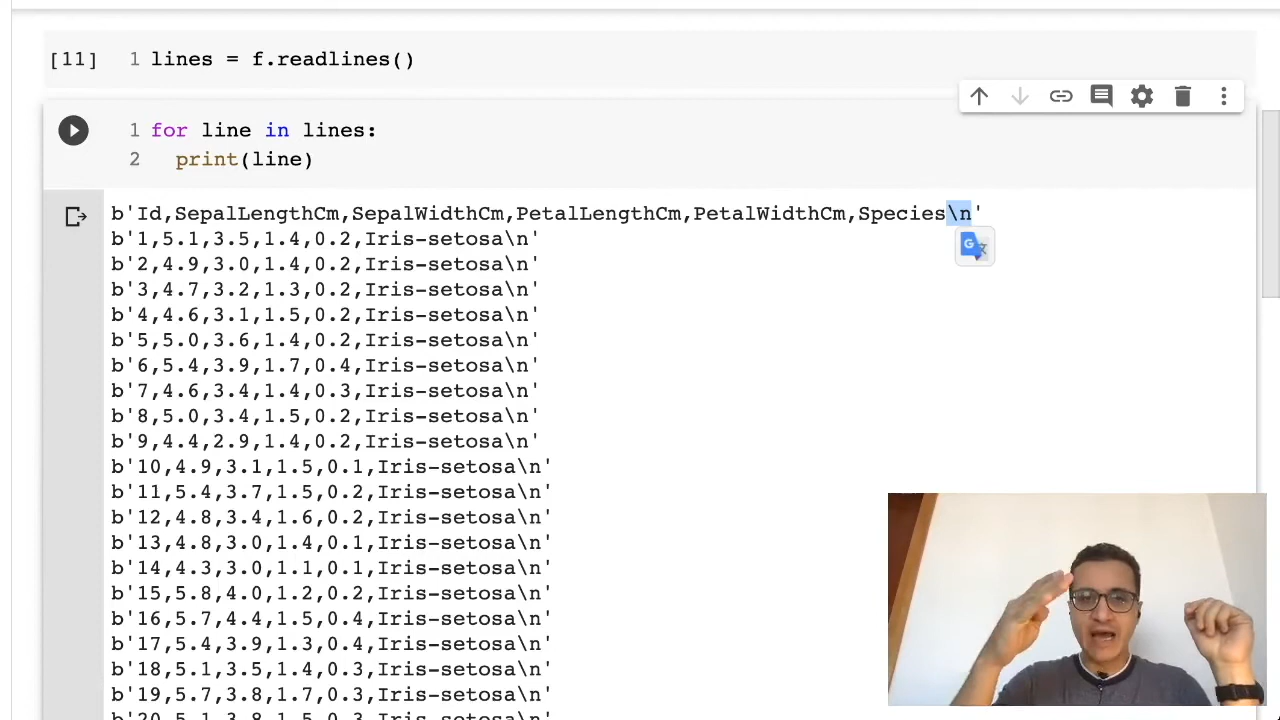 [11] 1 lines = f.readlines()
1 for line in lines:
2 print(line)
b'Id,SepalLengthCm,SepalWidthCm,PetalLengthCm,PetalWidthCm,Species\n'
b'1,5.1,3.5,1.4,0.2,Iris-setosa\n'
b'2,4.9,3.0,1.4,0.2,Iris-setosa\n'
b'3,4.7,3.2,1.3,0.2,Iris-setosa\n'
b'4,4.6,3.1,1.5,0.2,Iris-setosa\n'
b'5,5.0,3.6,1.4,0.2,Iris-setosa\n'
b'6,5.4,3.9,1.7,0.4,Iris-setosa\n'
b'7,4.6,3.4,1.4,0.3,Iris-setosa\n'
b'8,5.0,3.4,1.5,0.2,Iris-setosa\n'
b'9,4.4,2.9,1.4,0.2,Iris-setosa\n'
b'10,4.9,3.1,1.5,0.1,Iris-setosa\n'
b'11,5.4,3.7,1.5,0.2,Iris-setosa\n'
b'12,4.8,3.4,1.6,0.2,Iris-setosa\n'
b'13,4.8,3.0,1.4,0.1,Iris-setosa\n'
b'14,4.3,3.0,1.1,0.1,Iris-setosa\n'
b'15,5.8,4.0,1.2,0.2,Iris-setosa\n'
b'16,5.7,4.4,1.5,0.4,Iris-setosa\n'
b'17,5.4,3.9,1.3,0.4,Iris-setosa\n'
b'18,5.1,3.5,1.4,0.3,Iris-setosa\n'
b'19,5.7,3.8,1.7,0.3,Iris-setosa\n'
b'20,5.1,3.8,1.5,0.3,Iris-setosa\n'